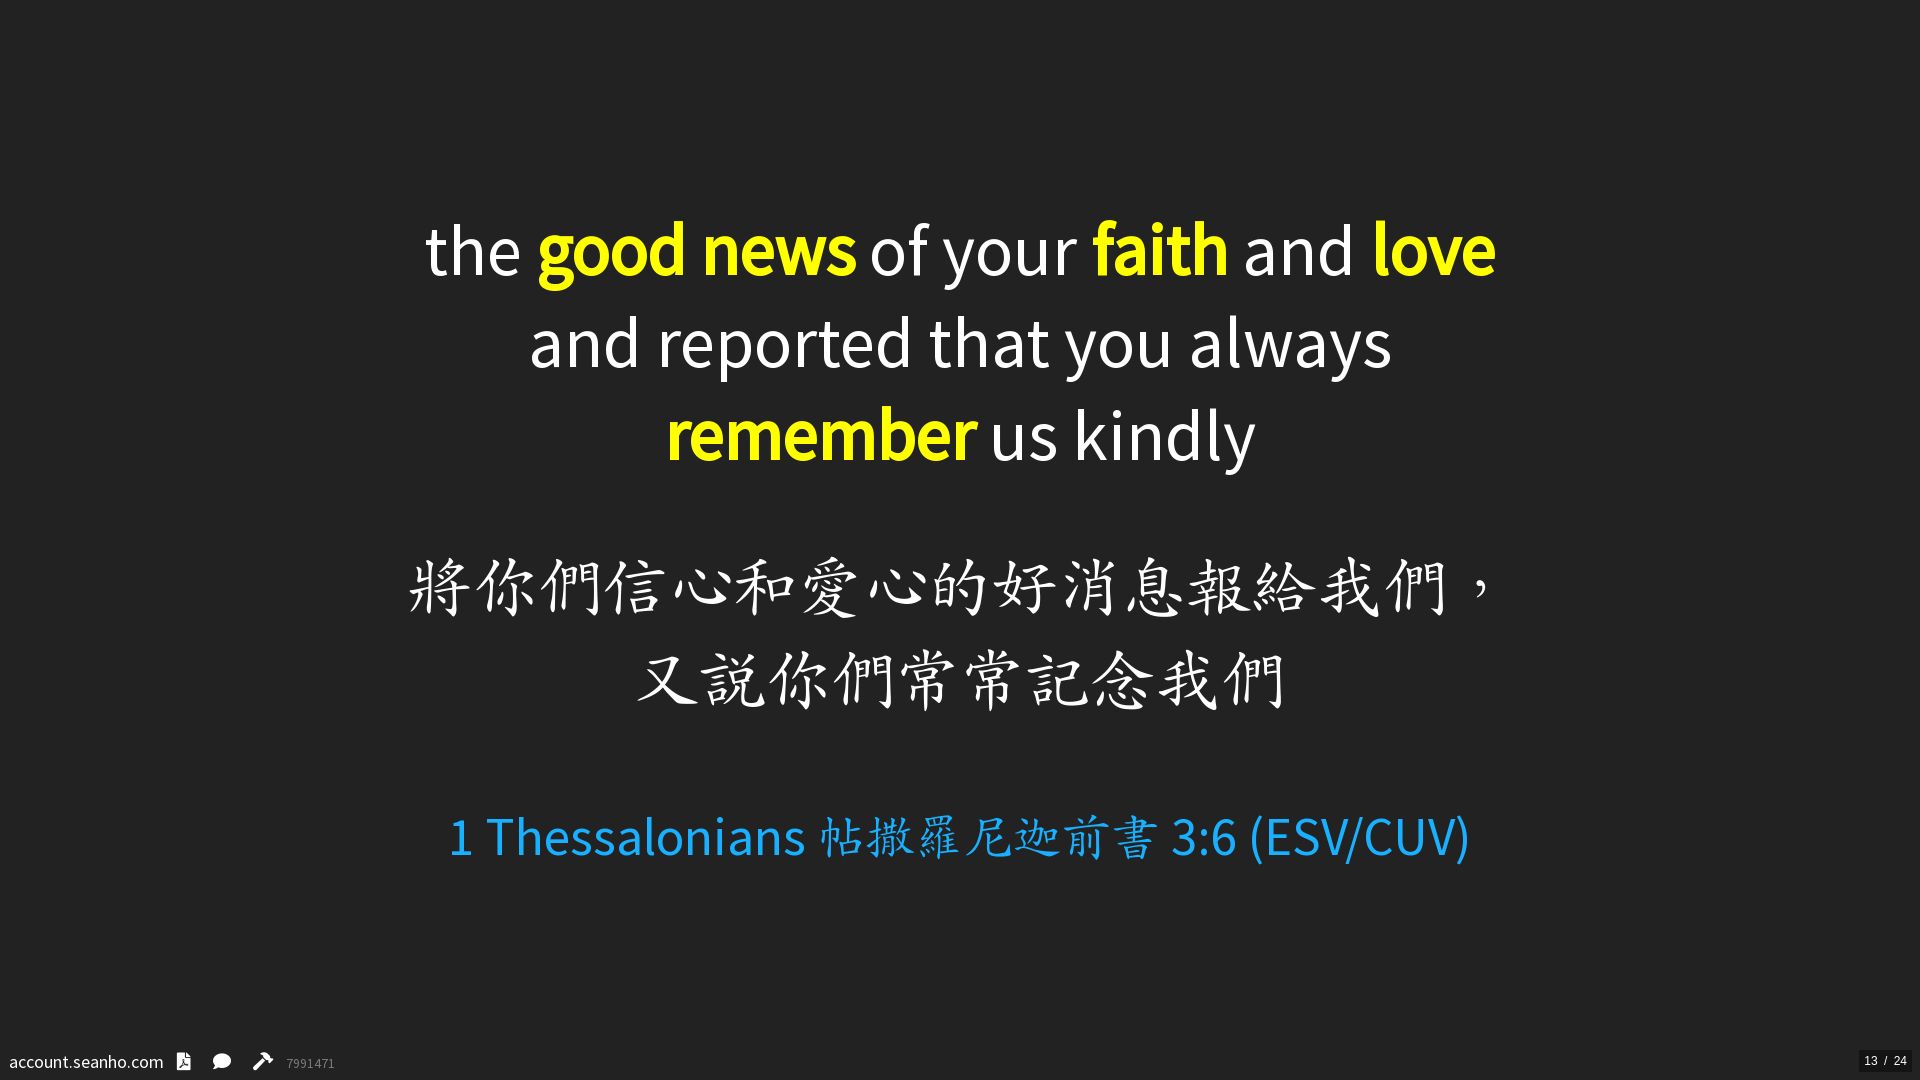 the good news of your faith and love
and reported that you always
remember us kindly
將你們信心和愛心的好消息報給我們，
又說你們常常記念我們
1 Thessalonians 帖撒羅尼迦前書 3:6 (ESV/CUV)
account.seanho.com 7991471
13 / 24